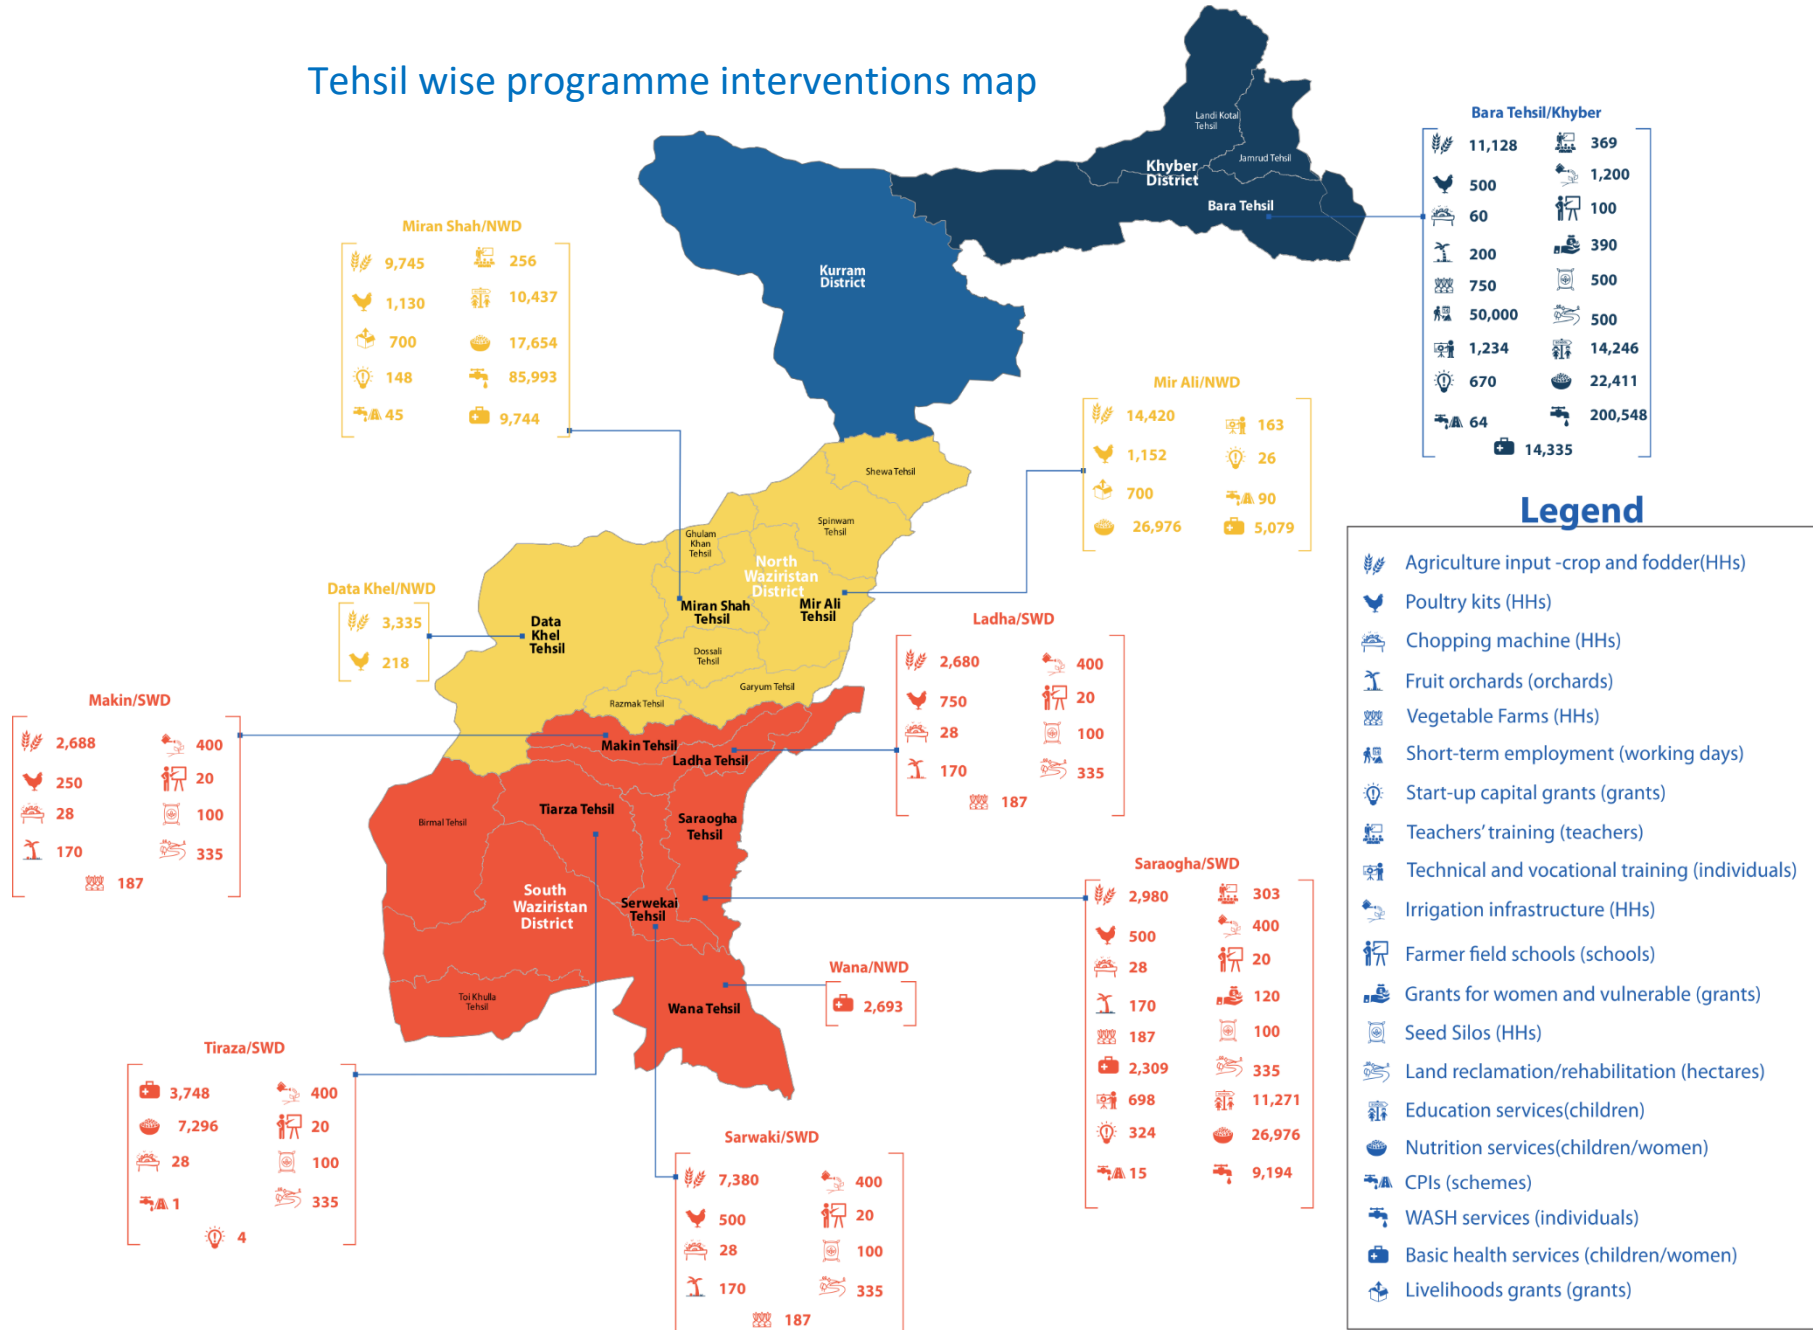 Tehsil wise programme interventions map
Landi Kotal
Tehsil
Jamrud Tehsil
Khyber
District
Bara Tehsil
Kurram
District
Bara Tehsil/Khyber
11,128
369
500
1,200
60
100
200
390
750
500
50,000
500
1,234
14,246
670
22,411
64
200,548
14,335
Miran Shah/NWD
9,745
256
1,130
10,437
700
17,654
148
85,993
45
9,744
Mir Ali/NWD
14,420
163
1,152
26
700
90
26,976
5,079
Shewa Tehsil
Spinwam
Tehsil
Ghulam
Khan
Tehsil
North
Waziristan
District
Miran Shah
Tehsil
Mir Ali
Tehsil
Data
Khel
Tehsil
Dossali
Tehsil
Garyum Tehsil
Razmak Tehsil
Data Khel/NWD
3,335
218
Ladha/SWD
2,680
400
750
20
28
100
170
335
187
Makin/SWD
2,688
400
250
20
28
100
170
335
187
Makin Tehsil
Ladha Tehsil
Tiarza Tehsil
Birmal Tehsil
Saraogha
Tehsil
South
Waziristan
District
Serwekai
Tehsil
Toi Khulla
Tehsil
Wana Tehsil
Wana/NWD
2,693
Saraogha/SWD
2,980
303
500
400
28
20
170
120
187
100
2,309
335
698
11,271
324
26,976
15
9,194
Tiraza/SWD
3,748
400
7,296
20
28
100
1
335
4
Sarwaki/SWD
7,380
400
500
20
28
100
170
335
187
Legend
Agriculture input -crop and fodder(HHs)
Poultry kits (HHs)
Chopping machine (HHs)
Fruit orchards (orchards)
Vegetable Farms (HHs)
Short-term employment (working days)
Start-up capital grants (grants)
Teachers’ training (teachers)
Technical and vocational training (individuals)
Irrigation infrastructure (HHs)
Farmer field schools (schools)
Grants for women and vulnerable (grants)
Seed Silos (HHs)
Land reclamation/rehabilitation (hectares)
Education services(children)
Nutrition services(children/women)
CPIs (schemes)
WASH services (individuals)
Basic health services (children/women)
Livelihoods grants (grants)